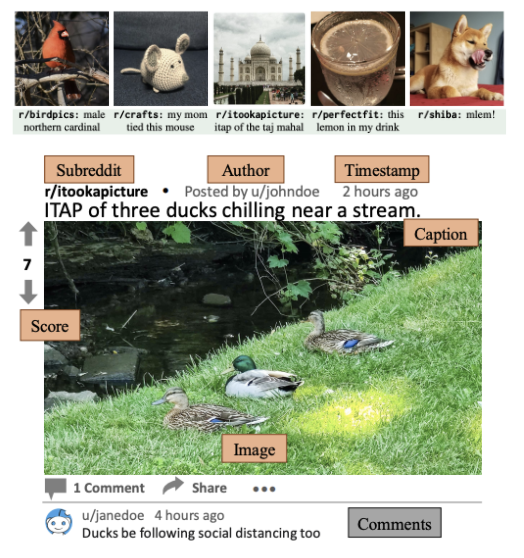 r/birdpics: male
northern cardinal
r/crafts: my mom
tied this mouse
r/itookapicture:
itap of the taj mahal
r/perfectfit: this
lemon in my drink
r/shiba: mlem!
Subreddit
Author
Timestamp
r/itookapicture • Posted by u/johndoe 2 hours ago
ITAP of three ducks chilling near a stream.
Caption
7
Score
Image
1 Comment Share •••
u/janedoe 4 hours ago
Ducks be following social distancing too
Comments